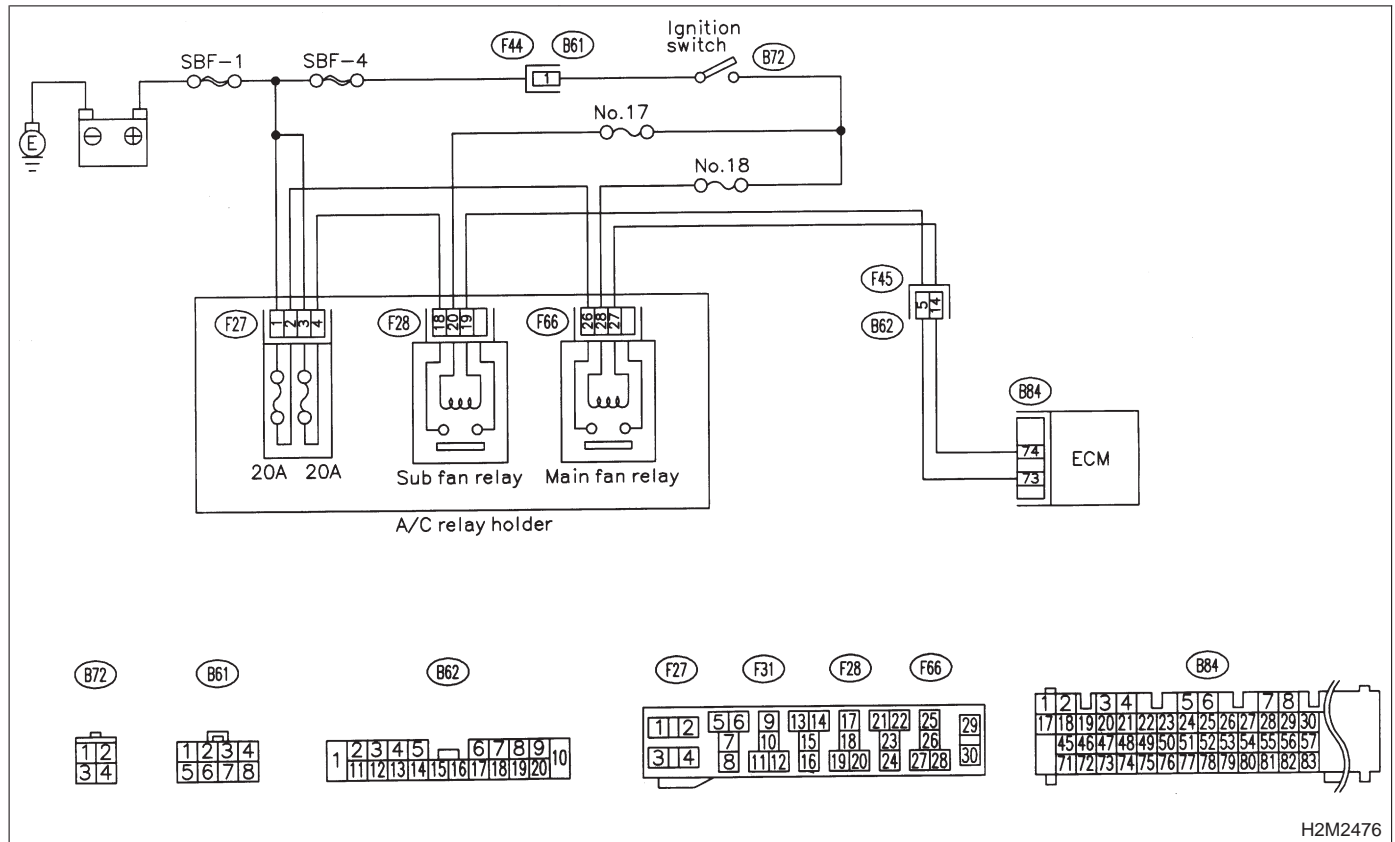 F44 B61 Ignition switch B72
SBF-1 SBF-4
1
E
⊖ ⊕
No.17
No.18
F45
5 14
B62
F27 1 2 3 4
F28 18 20 19
F66 26 28 27
B84
74
73
ECM
20A 20A
Sub fan relay Main fan relay
A/C relay holder
B72
1 2
3 4
B61
1 2 3 4
5 6 7 8
B62
1 2 3 4 5 6 7 8 9 10
11 12 13 14 15 16 17 18 19 20
F27 F31 F28 F66
1 2 5 6 9 13 14 17 21 22 25 29
7 10 15 18 23 26
3 4 8 11 12 16 19 20 24 27 28 30
B84
1 2 3 4 5 6 7 8
17 18 19 20 21 22 23 24 25 26 27 28 29 30
45 46 47 48 49 50 51 52 53 54 55 56 57
71 72 73 74 75 76 77 78 79 80 81 82 83
H2M2476